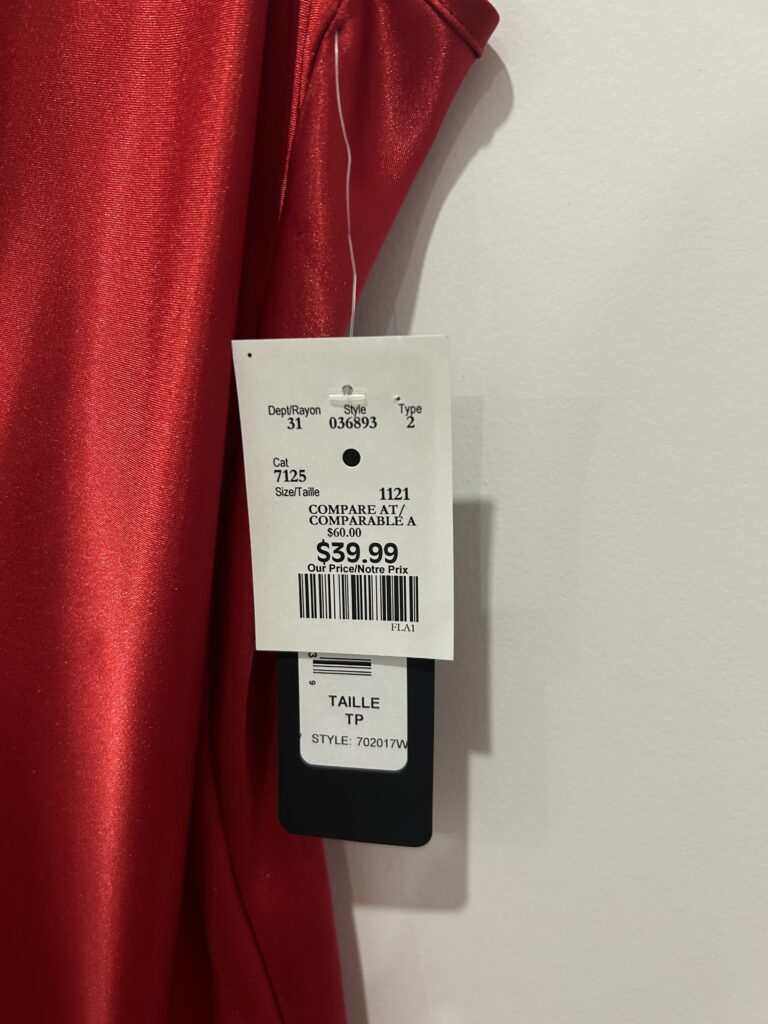 Dept/Rayon Style Type
31 036893 2
Cat
7125
Size/Taille 1121
COMPARE AT/
COMPARABLE A
$60.00
$39.99
Our Price/Notre Prix
FLA1
TAILLE
TP
STYLE: 702017W